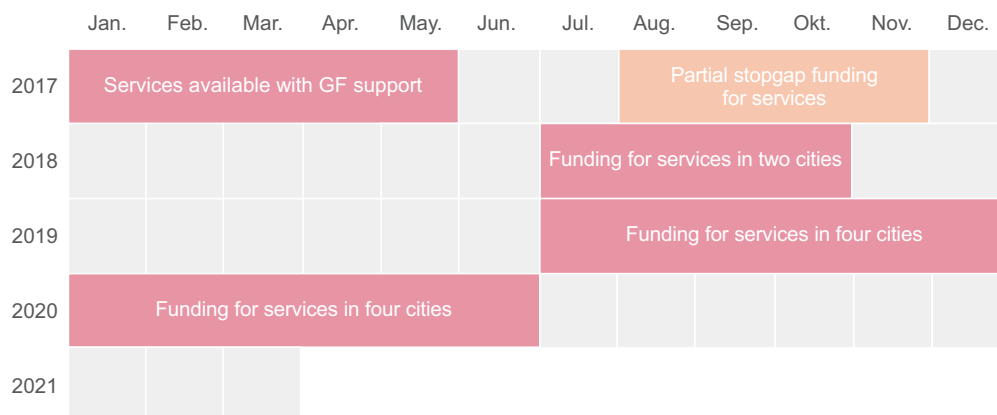 Jan. Feb. Mar. Apr. May. Jun. Jul. Aug. Sep. Okt. Nov. Dec.
2017 Services available with GF support Partial stopgap funding
for services
2018 Funding for services in two cities
2019 Funding for services in four cities
2020 Funding for services in four cities
2021